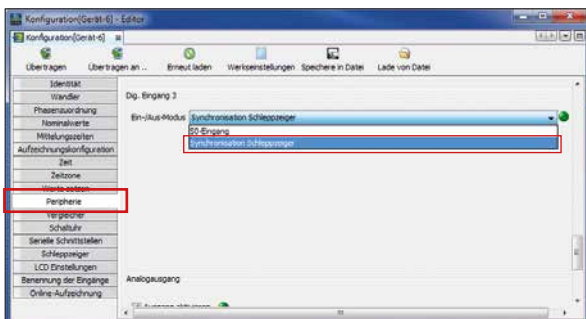 Konfiguration[Gerät-6] - Editor
Konfiguration[Gerät-6]
Übertragen Übertragen an ... Erneut laden Werkseinstellungen Speichere in Datei Lade von Datei
Identität
Wandler
Phasenzuordnung
Nominalwerte
Mittelungszeiten
Aufzeichnungskonfiguration
Zeit
Zeitzone
Werte setzen
Peripherie
Vergleicher
Schaltuhr
Serielle Schnittstellen
Schleppzeiger
LCD Einstellungen
Benennung der Eingänge
Online-Aufzeichnung
Dig. Eingang 3
Ein-/Aus-Modus Synchronisation Schleppzeiger
S0-Eingang
Synchronisation Schleppzeiger
Analogausgang